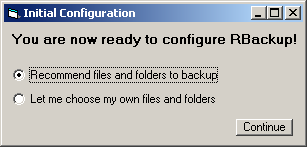 Initial Configuration
You are now ready to configure RBackup!
Recommend files and folders to backup
Let me choose my own files and folders
Continue